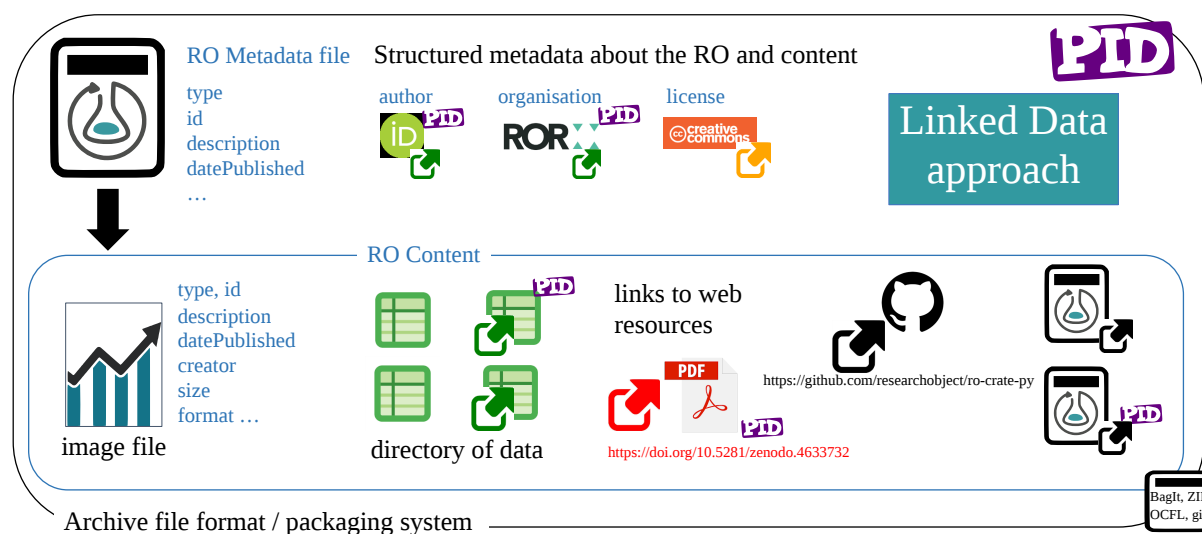 RO Metadata file
Structured metadata about the RO and content
PID
type
id
description
datePublished
…
author
organisation
license
iD
PID
ROR
PID
cc creative commons
Linked Data
approach
RO Content
type, id
description
datePublished
creator
size
format …
image file
PID
directory of data
links to web
resources
PDF
PID
https://doi.org/10.5281/zenodo.4633732
https://github.com/researchobject/ro-crate-py
PID
Archive file format / packaging system
BagIt,
OCFL,